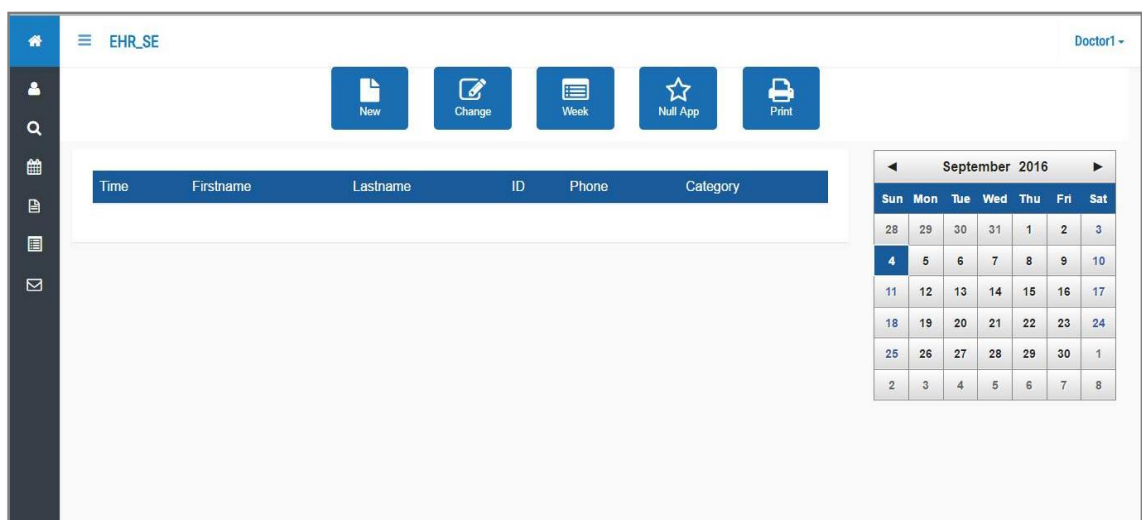 EHR_SE Doctor1
New Change Week Null App Print
Time Firstname Lastname ID Phone Category
September 2016
Sun Mon Tue Wed Thu Fri Sat
28 29 30 31 1 2 3
4 5 6 7 8 9 10
11 12 13 14 15 16 17
18 19 20 21 22 23 24
25 26 27 28 29 30 1
2 3 4 5 6 7 8